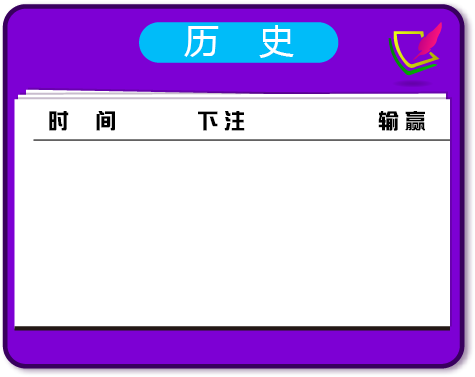 历 史
时 间 下 注 输 赢